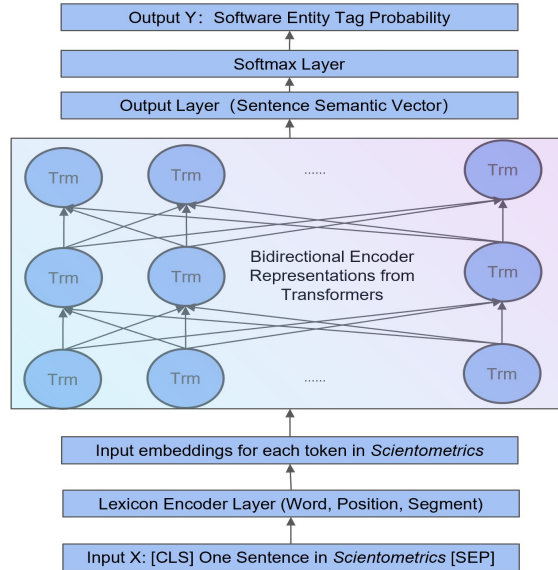 Output Y: Software Entity Tag Probability
Softmax Layer
Output Layer (Sentence Semantic Vector)
Trm Trm ...... Trm
Trm Trm Trm
Bidirectional Encoder
Representations from
Transformers
Trm Trm ...... Trm
Input embeddings for each token in Scientometrics
Lexicon Encoder Layer (Word, Position, Segment)
Input X: [CLS] One Sentence in Scientometrics [SEP]